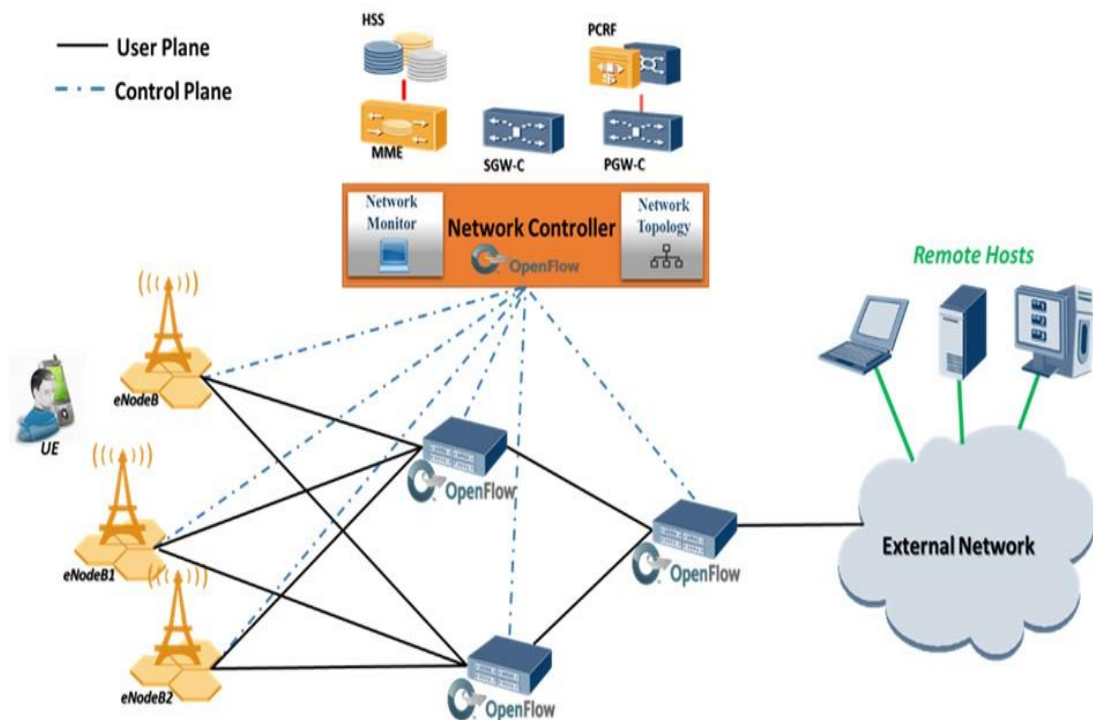 HSS
PCRF
User Plane
Control Plane
MME
SGW-C
PGW-C
Network
Monitor
Network Controller
OpenFlow
Network
Topology
Remote Hosts
eNodeB
UE
OpenFlow
eNodeB1
OpenFlow
External Network
eNodeB2
OpenFlow